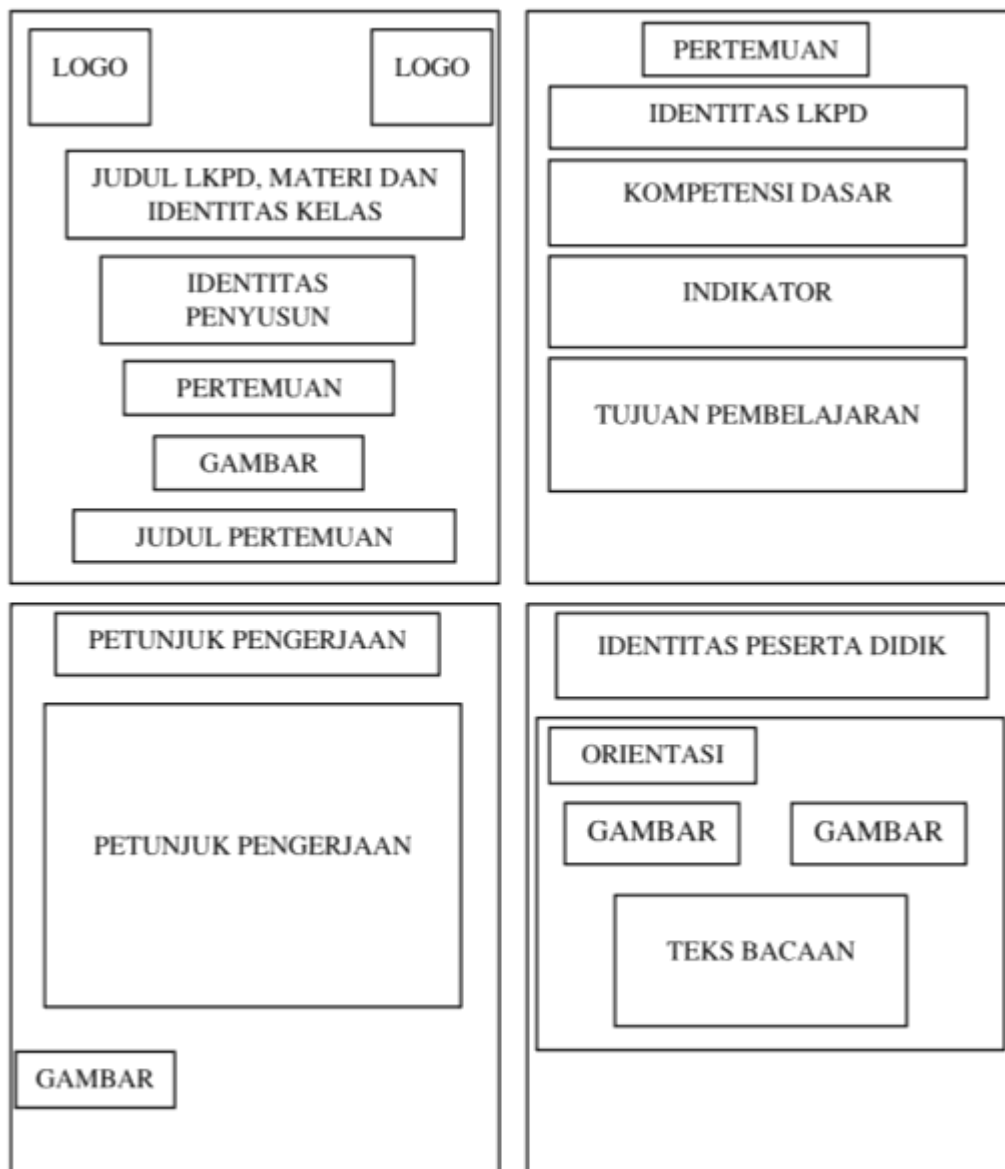 LOGO
LOGO
JUDUL LKPD, MATERI DAN
IDENTITAS KELAS
IDENTITAS
PENYUSUN
PERTEMUAN
GAMBAR
JUDUL PERTEMUAN
PERTEMUAN
IDENTITAS LKPD
KOMPETENSI DASAR
INDIKATOR
TUJUAN PEMBELAJARAN
PETUNJUK PENGERJAAN
PETUNJUK PENGERJAAN
GAMBAR
IDENTITAS PESERTA DIDIK
ORIENTASI
GAMBAR
GAMBAR
TEKS BACAAN